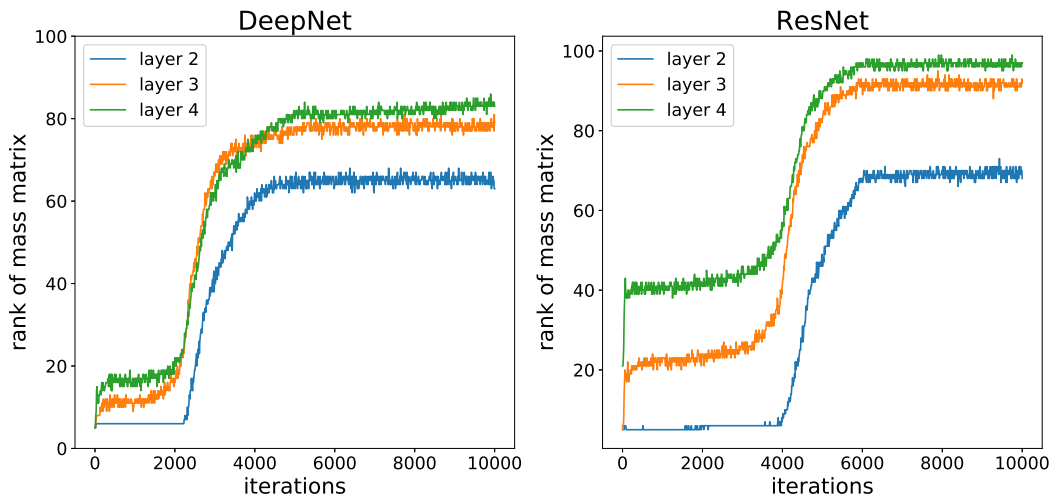 DeepNet
100
80
60
40
20
0
rank of mass matrix
layer 2
layer 3
layer 4
0 2000 4000 6000 8000 10000
iterations
ResNet
100
80
60
40
20
rank of mass matrix
layer 2
layer 3
layer 4
0 2000 4000 6000 8000 10000
iterations